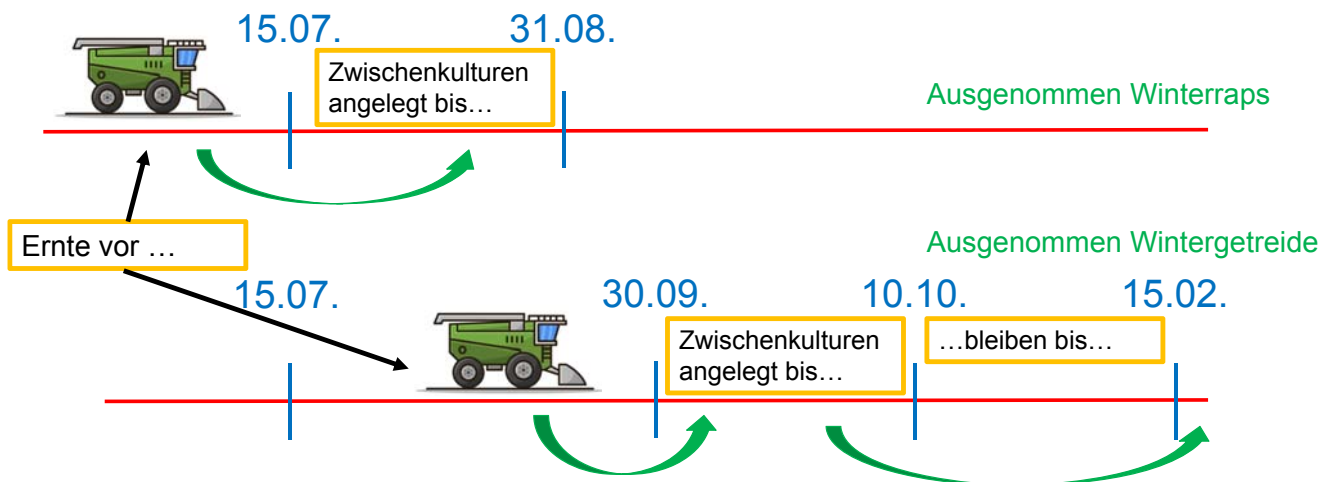 15.07.
31.08.
Zwischenkulturen
angelegt bis…
Ausgenommen Winterraps
Ernte vor …
Ausgenommen Wintergetreide
15.07.
30.09.
10.10.
15.02.
Zwischenkulturen
angelegt bis…
…bleiben bis…